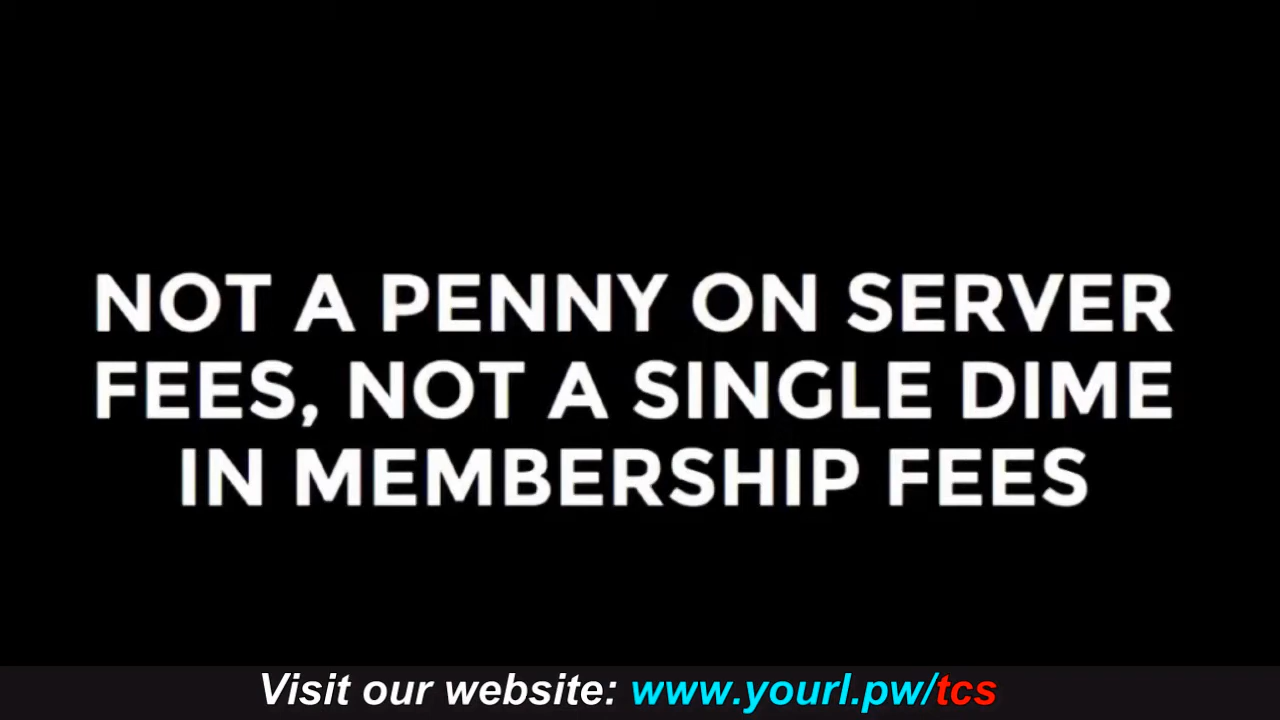 NOT A PENNY ON SERVER
FEES, NOT A SINGLE DIME
IN MEMBERSHIP FEES
Visit our website: www.yourl.pw/tcs